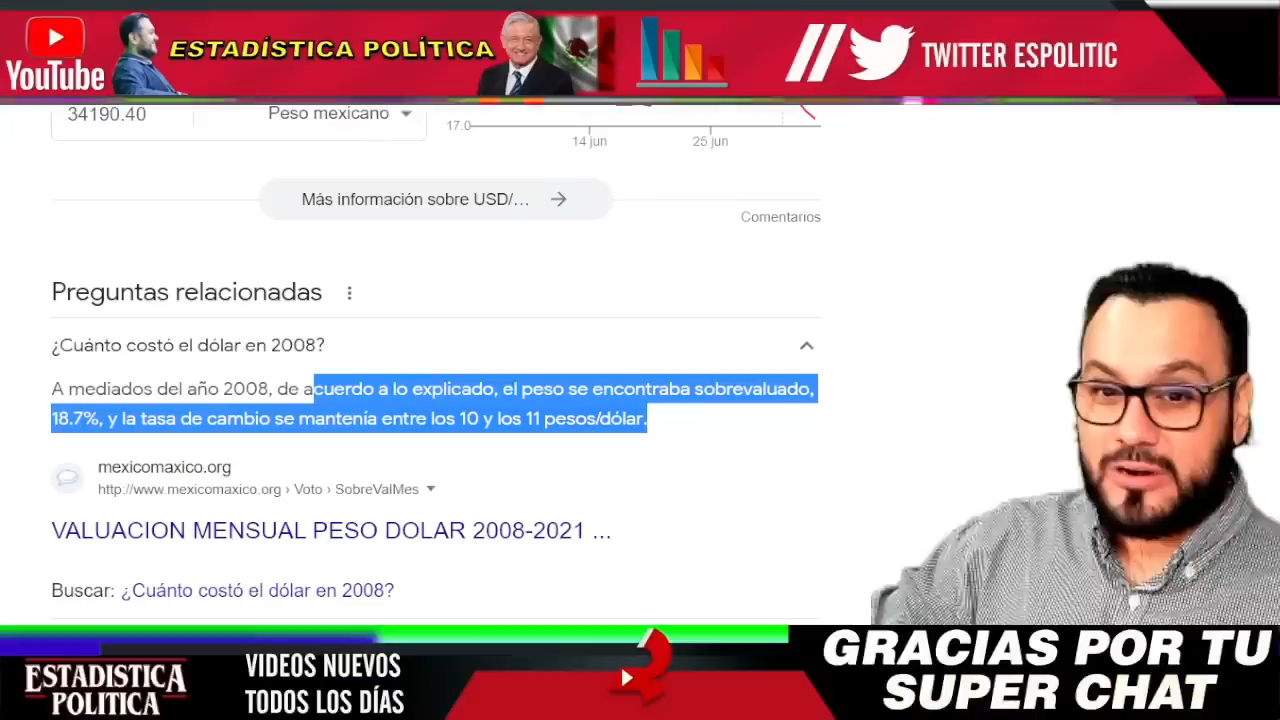 YouTube
ESTADÍSTICA POLÍTICA
TWITTER ESPOLITIC
34190.40
Peso mexicano
17.0
14 jun
25 jun
Más información sobre USD/…
Comentarios
Preguntas relacionadas
¿Cuánto costó el dólar en 2008?
A mediados del año 2008, de acuerdo a lo explicado, el peso se encontraba sobrevaluado,
18.7%, y la tasa de cambio se mantenía entre los 10 y los 11 pesos/dólar.
mexicomaxico.org
http://www.mexicomaxico.org › Voto › SobreValMes
VALUACION MENSUAL PESO DOLAR 2008-2021 ...
Buscar: ¿Cuánto costó el dólar en 2008?
ESTADISTICA
POLITICA
VIDEOS NUEVOS
TODOS LOS DÍAS
GRACIAS POR TU
SUPER CHAT